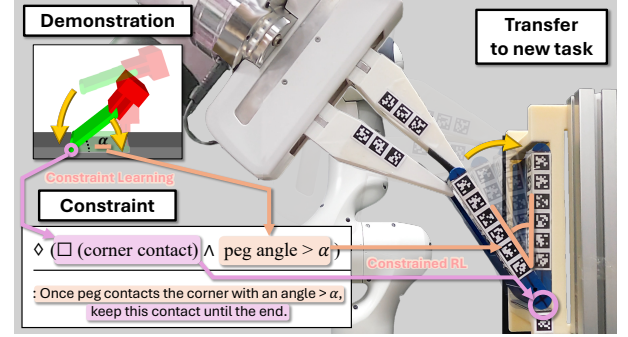 Demonstration
Transfer
to new task
α
Constraint Learning
Constraint
◊ (□ (corner contact) ∧ peg angle > α)
Constrained RL
: Once peg contacts the corner with an angle > α,
keep this contact until the end.